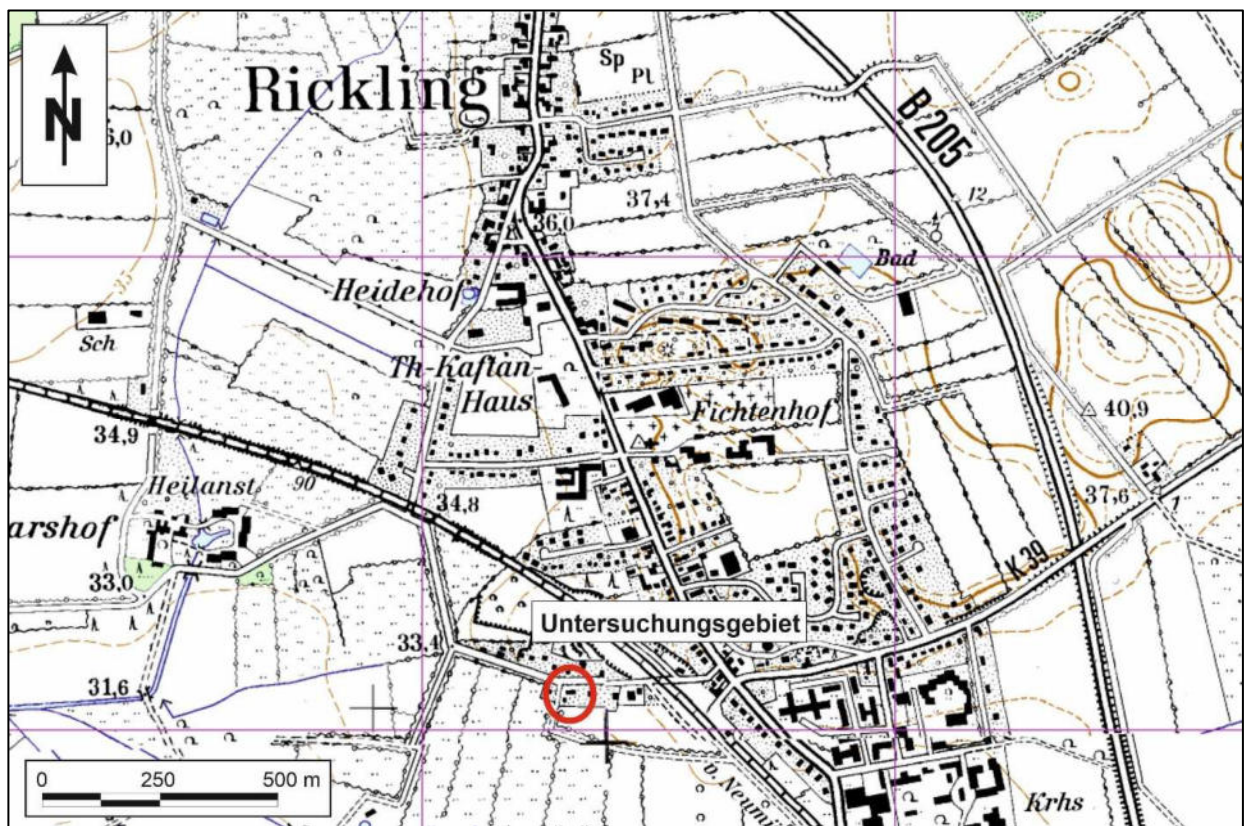 N
Rickling
Sp
Pl
B 205
6,0
12
36,0
37,4
Bad
Heidehof
Sch
Th-Kaftan-
Haus
Fichtenhof
40,9
34,9
90
Heilanst
34,8
37,6
arshof
33,0
K 39
Untersuchungsgebiet
33,4
31,6
0 250 500 m
Krhs